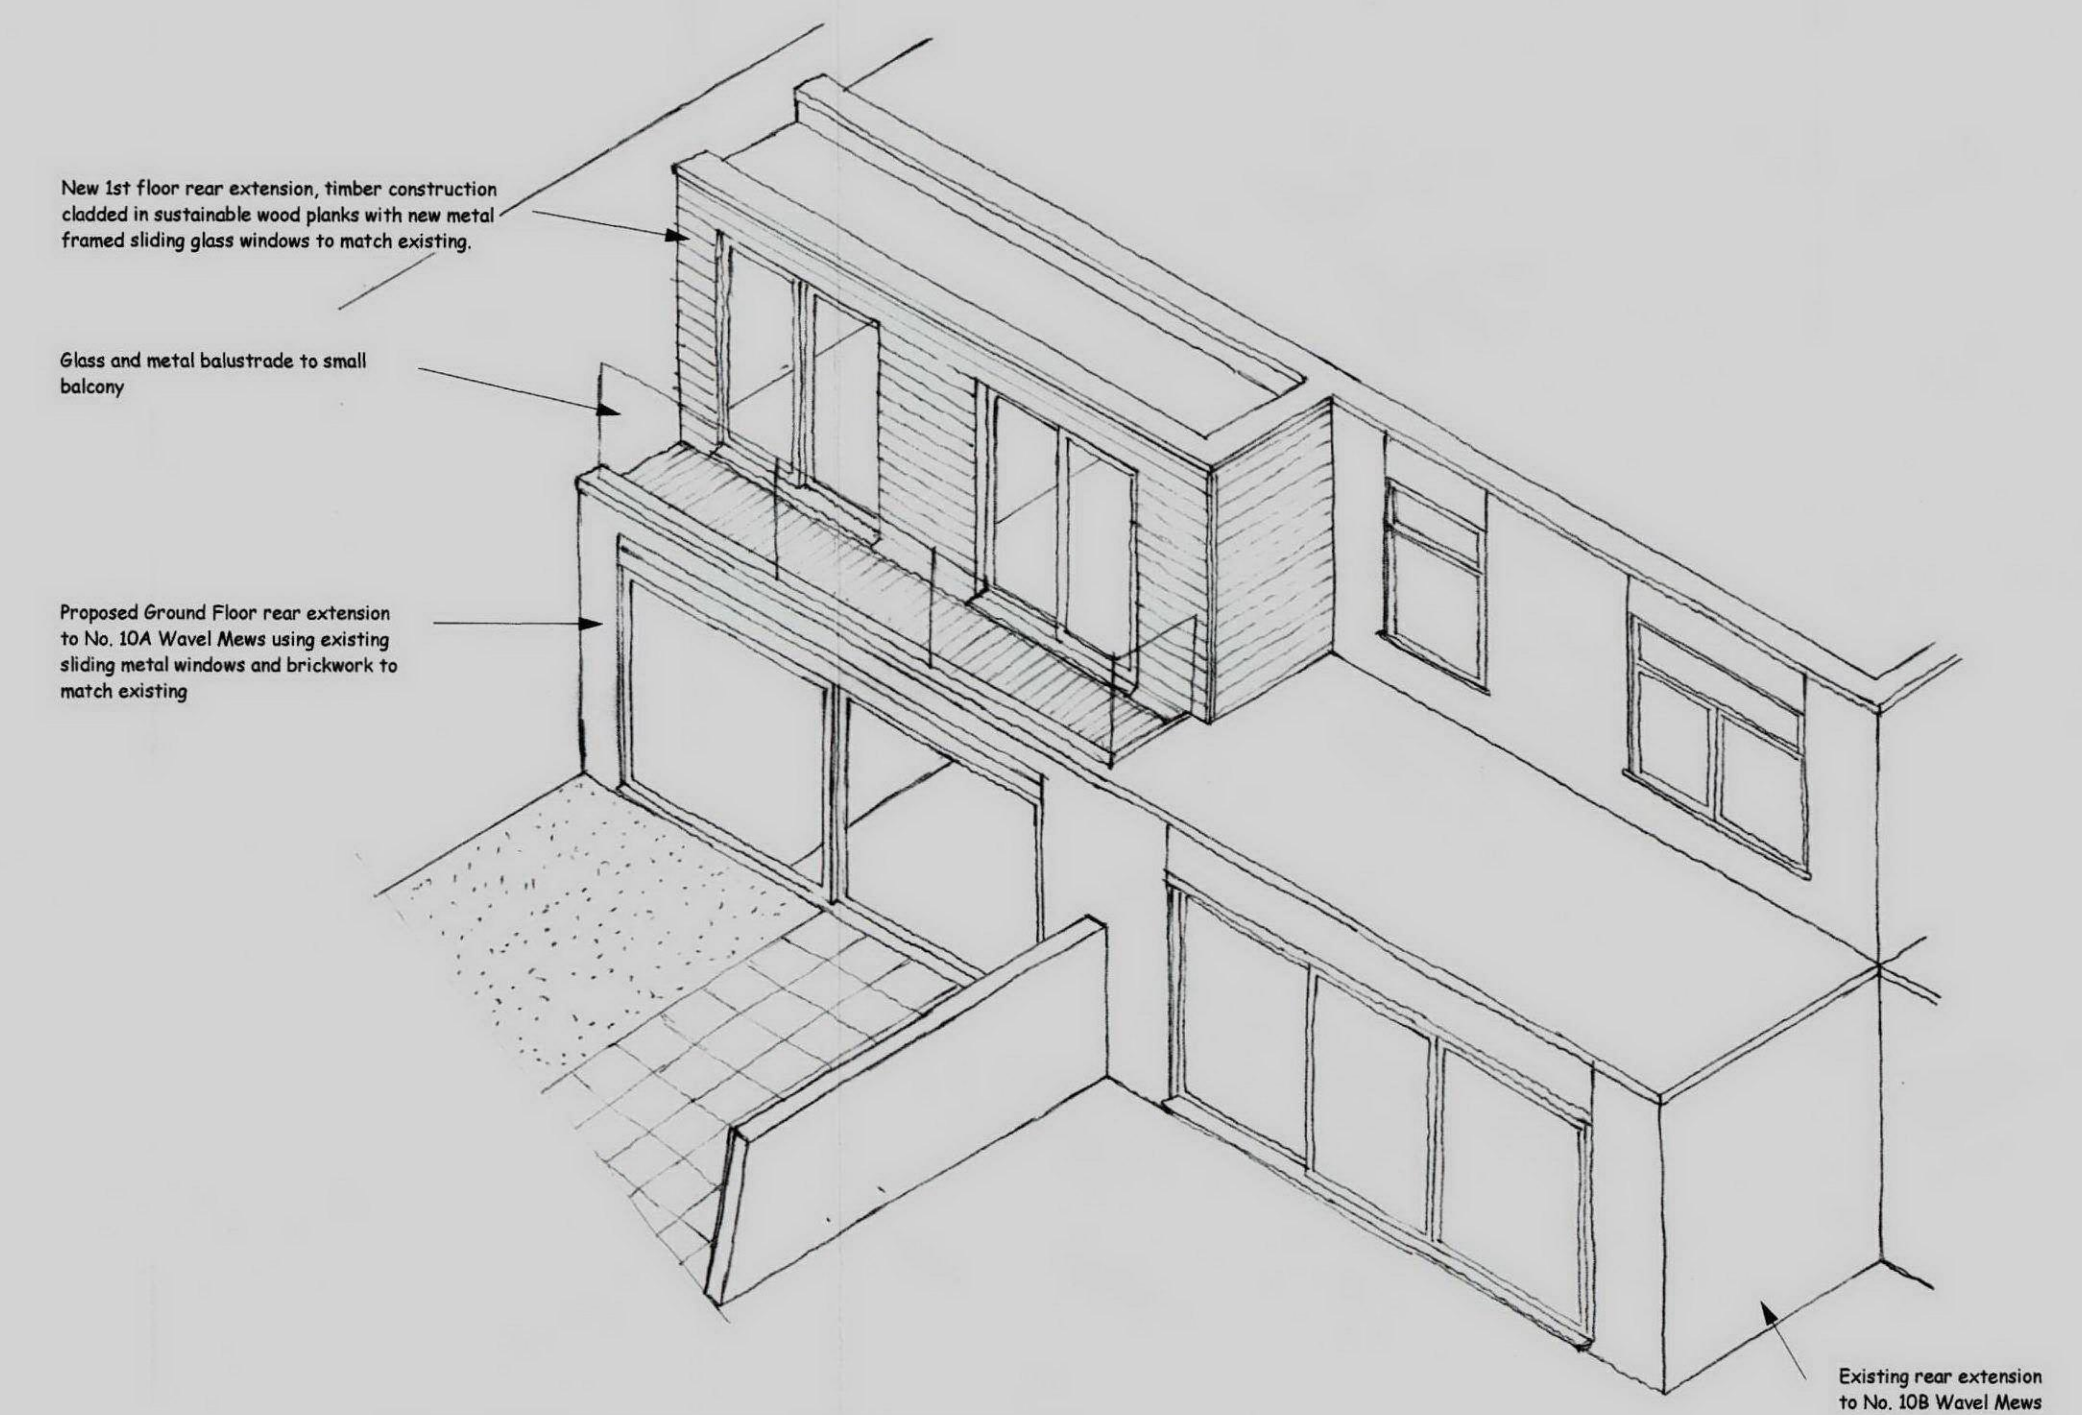 New 1st floor rear extension, timber construction
cladded in sustainable wood planks with new metal
framed sliding glass windows to match existing.
Glass and metal balustrade to small
balcony
Proposed Ground Floor rear extension
to No. 10A Wavel Mews using existing
sliding metal windows and brickwork to
match existing
Existing rear extension
to No. 10B Wavel Mews